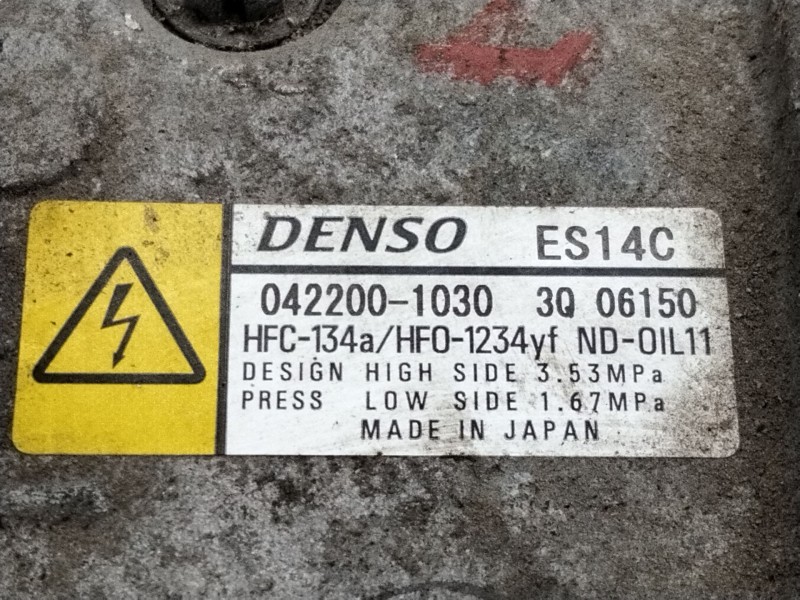 DENSO ES14C
042200-1030 3Q 06150
HFC-134a/HFO-1234yf ND-OIL11
DESIGN HIGH SIDE 3.53MPa
PRESS LOW SIDE 1.67MPa
MADE IN JAPAN